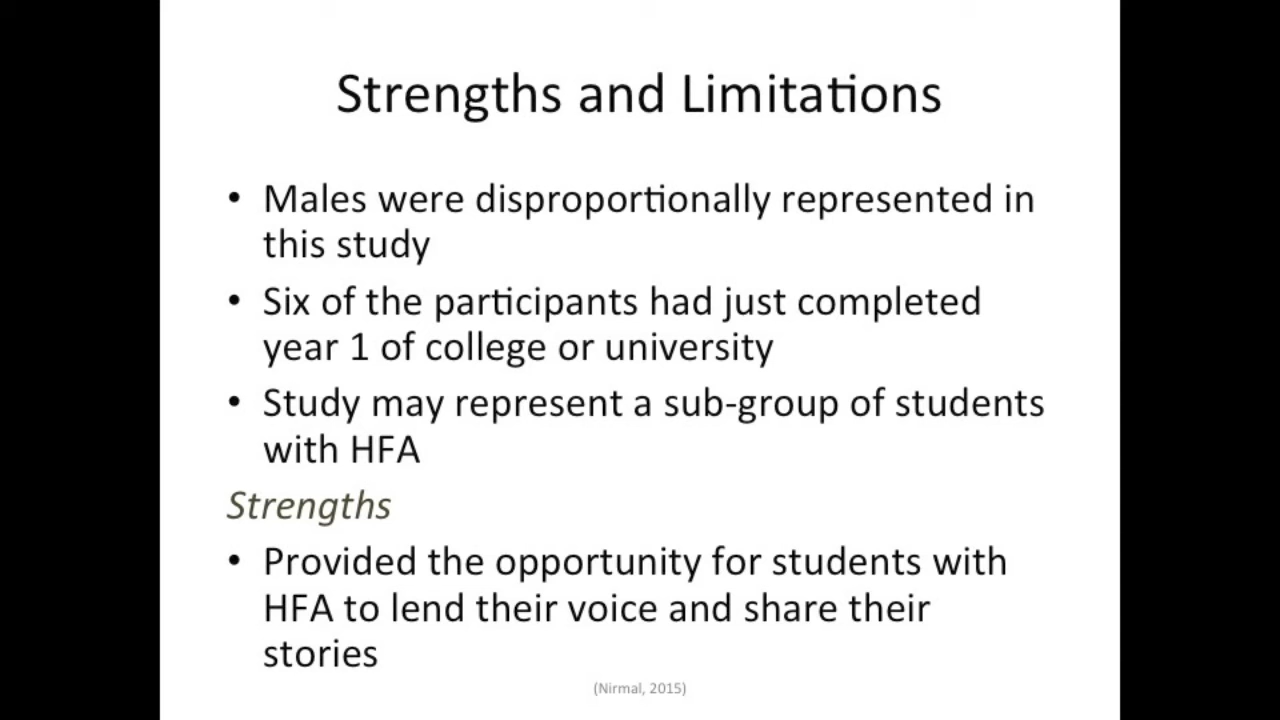 Strengths and Limitations
• Males were disproportionally represented in
this study
• Six of the participants had just completed
year 1 of college or university
• Study may represent a sub-group of students
with HFA
Strengths
• Provided the opportunity for students with
HFA to lend their voice and share their
stories
(Nirmal, 2015)